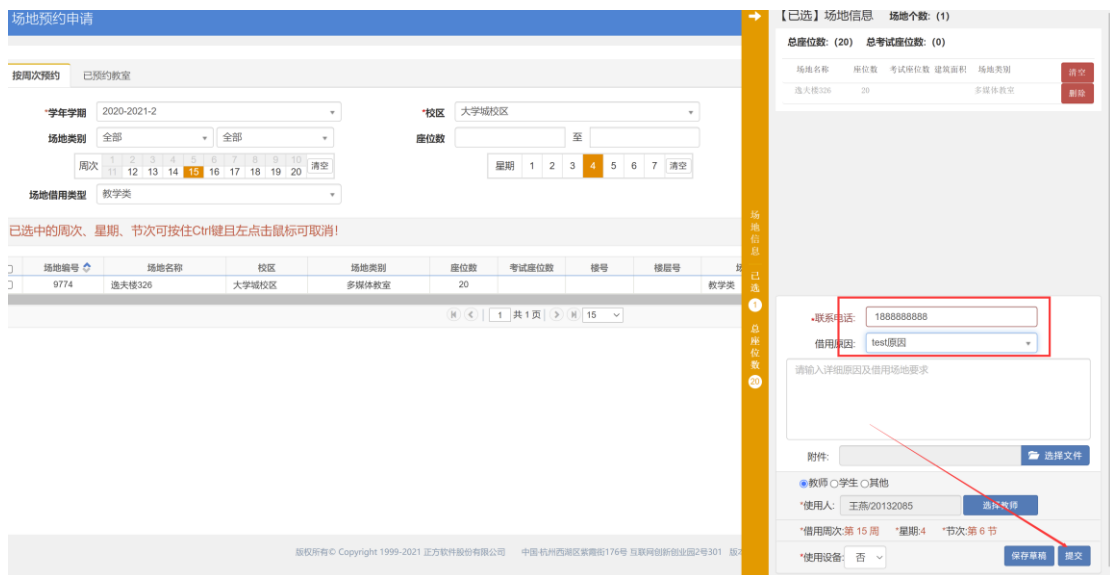 场地预约申请
按周次预约 已预约教室
*学年学期 2020-2021-2 *校区 大学城校区
场地类别 全部 全部 座位数 至
周次 1 2 3 4 5 6 7 8 9 10 清空 星期 1 2 3 4 5 6 7 清空
11 12 13 14 15 16 17 18 19 20
场地借用类型 教学类
已选中的周次、星期、节次可按住Ctrl键且左点击鼠标可取消!
场地编号 场地名称 校区 场地类别 座位数 考试座位数 楼号 楼层号
9774 逸夫楼326 大学城校区 多媒体教室 20 教学类
1 共 1 页 15
版权所有© Copyright 1999-2021 正方软件股份有限公司 中国·杭州西湖区紫霞街176号 互联网创新创业园2号301
场地信息 已选 1 总座位数 20
【已选】场地信息 场地个数: (1)
总座位数: (20) 总考试座位数: (0)
场地名称 座位数 考试座位数 建筑面积 场地类别 清空
逸夫楼326 20 多媒体教室 删除
*联系电话: 1888888888
借用原因: test原因
请输入详细原因及借用场地要求
附件: 选择文件
教师 学生 其他
*使用人: 王燕/20132085 选择教师
*借用周次:第 15 周 *星期:4 *节次:第 6 节
*使用设备: 否 保存草稿 提交